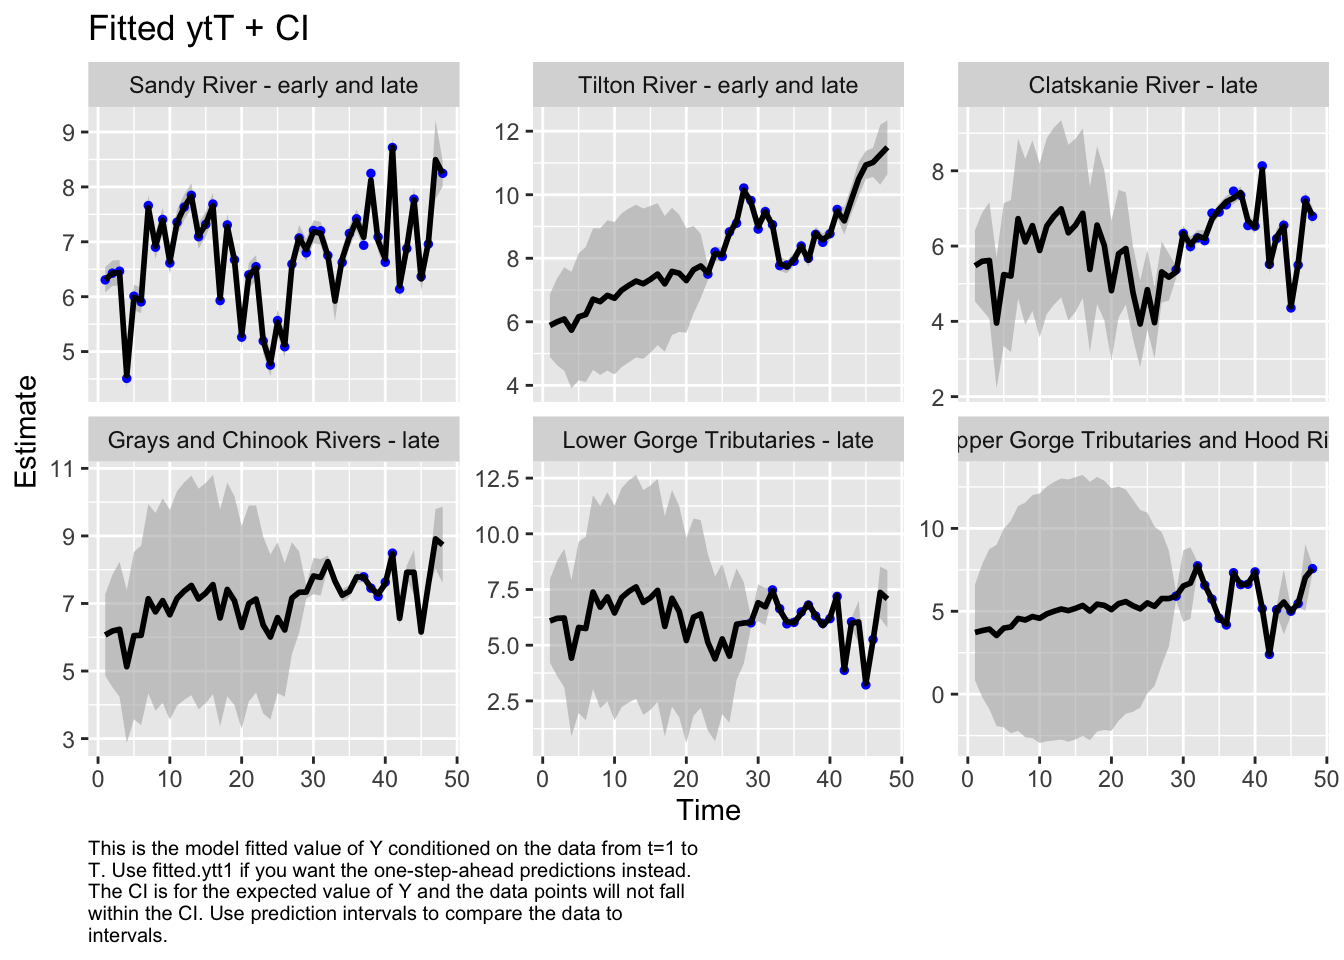 Fitted ytT + CI
Sandy River - early and late
Tilton River - early and late
Clatskanie River - late
9
8
7
6
5
12
10
8
6
4
8
6
4
2
Estimate
Grays and Chinook Rivers - late
Lower Gorge Tributaries - late
pper Gorge Tributaries and Hood Ri
11
9
7
5
3
12.5
10.0
7.5
5.0
2.5
10
5
0
0 10 20 30 40 50
0 10 20 30 40 50
0 10 20 30 40 50
Time
This is the model fitted value of Y conditioned on the data from t=1 to
T. Use fitted.ytt1 if you want the one-step-ahead predictions instead.
The CI is for the expected value of Y and the data points will not fall
within the CI. Use prediction intervals to compare the data to
intervals.